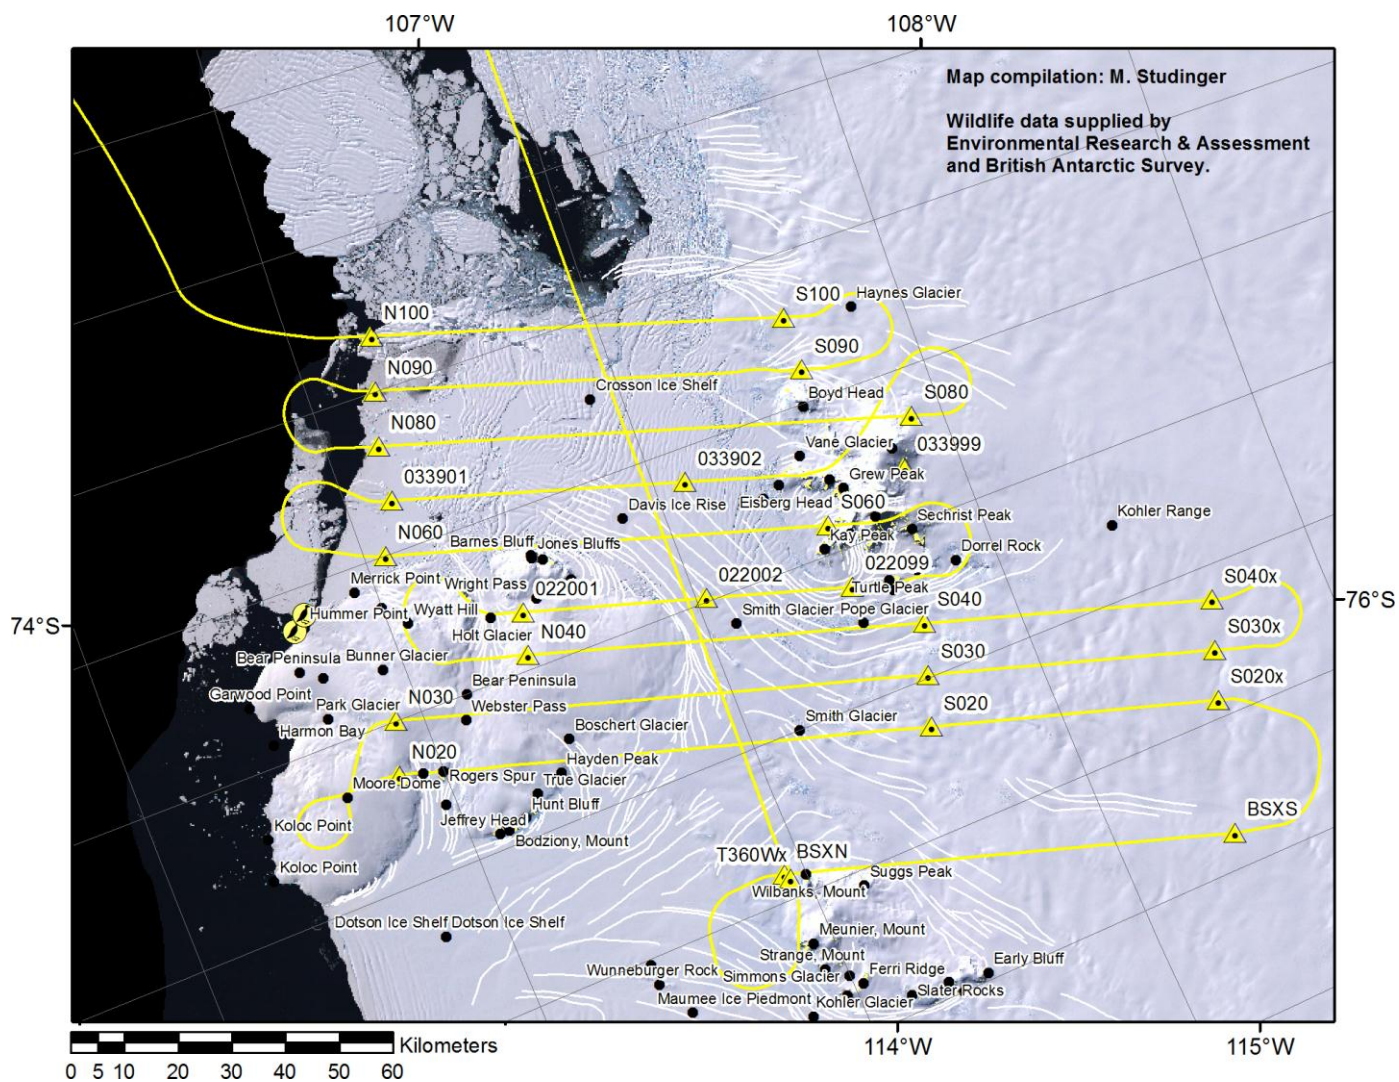 107°W
108°W
Map compilation: M. Studinger
Wildlife data supplied by
Environmental Research & Assessment
and British Antarctic Survey.
S100
Haynes Glacier
N100
S090
N090
Crosson Ice Shelf
Boyd Head
S080
N080
Vane Glacier
033999
033902
Grew Peak
033901
Eisberg Head
Davis Ice Rise
S060
Sechrist Peak
Kohler Range
N060
Barnes Bluff
Jones Bluffs
Kay Peak
Dorrel Rock
022099
Merrick Point
Wright Pass
022001
022002
Turtle Peak
S040
S040x
Hummer Point
Wyatt Hill
Smith Glacier
Pope Glacier
74°S
76°S
Holt Glacier
N040
S030x
Bear Peninsula
Bunner Glacier
S030
Bear Peninsula
S020x
Garwood Point
Park Glacier
N030
Webster Pass
S020
Harmon Bay
Boschert Glacier
Smith Glacier
N020
Hayden Peak
Moore Dome
Rogers Spur
True Glacier
Hunt Bluff
BSXS
Koloc Point
Jeffrey Head
Bodziony, Mount
T360Wx
BSXN
Koloc Point
Suggs Peak
Wilbanks, Mount
Dotson Ice Shelf
Dotson Ice Shelf
Meunier, Mount
Strange, Mount
Early Bluff
Wunneburger Rock
Simmons Glacier
Ferri Ridge
Slater Rocks
Maumee Ice Piedmont
Kohler Glacier
Kilometers
0 5 10 20 30 40 50 60
114°W
115°W